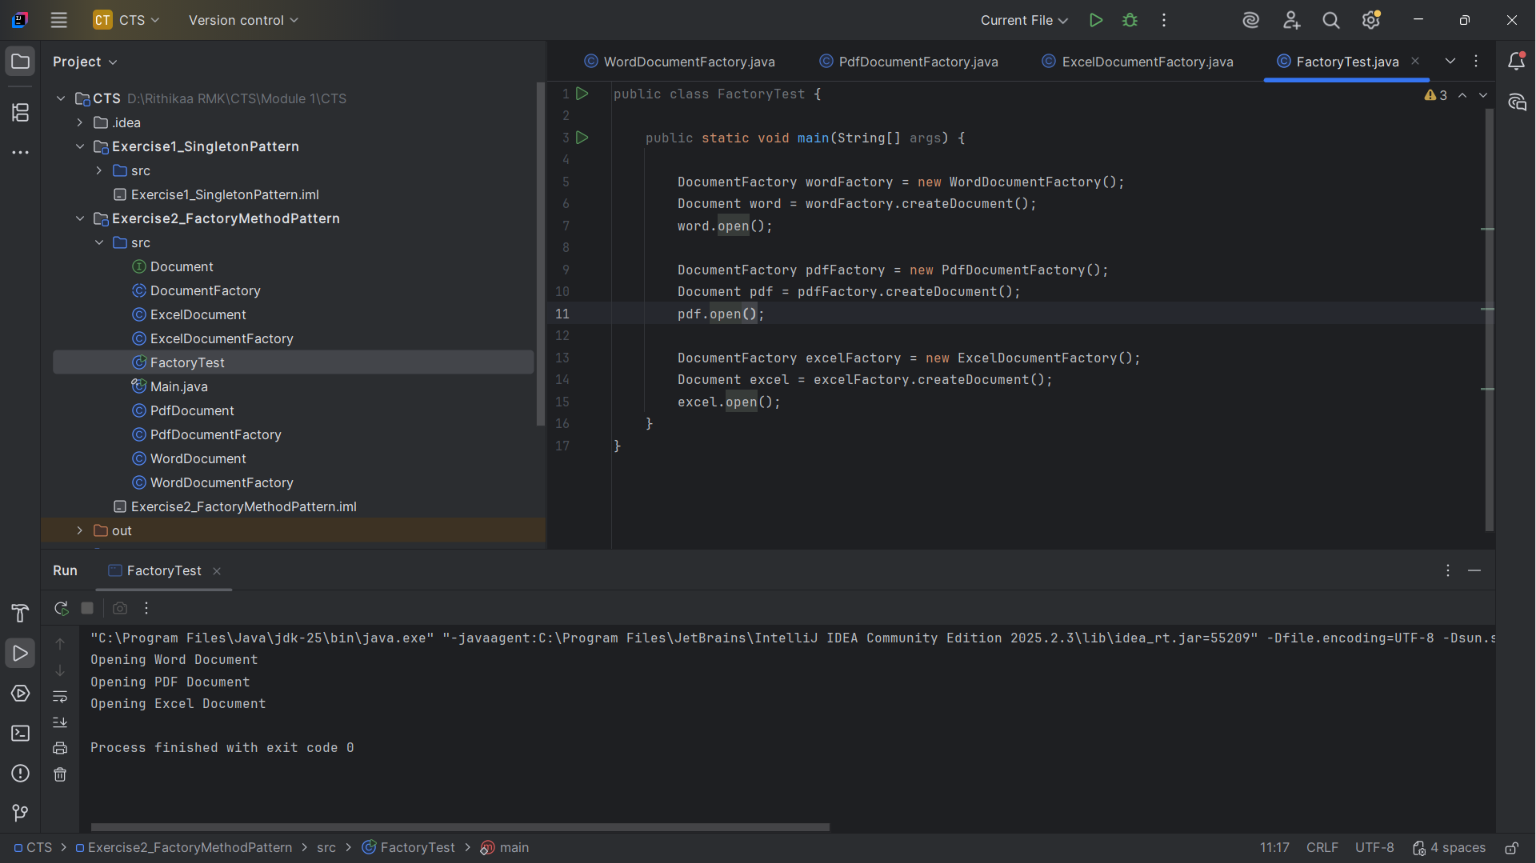 CT CTS Version control Current File
Project
WordDocumentFactory.java PdfDocumentFactory.java ExcelDocumentFactory.java FactoryTest.java
CTS D:\Rithikaa RMK\CTS\Module 1\CTS
.idea
Exercise1_SingletonPattern
src
Exercise1_SingletonPattern.iml
Exercise2_FactoryMethodPattern
src
Document
DocumentFactory
ExcelDocument
ExcelDocumentFactory
FactoryTest
Main.java
PdfDocument
PdfDocumentFactory
WordDocument
WordDocumentFactory
Exercise2_FactoryMethodPattern.iml
out
3
1 public class FactoryTest {
2
3 public static void main(String[] args) {
4
5 DocumentFactory wordFactory = new WordDocumentFactory();
6 Document word = wordFactory.createDocument();
7 word.open();
8
9 DocumentFactory pdfFactory = new PdfDocumentFactory();
10 Document pdf = pdfFactory.createDocument();
11 pdf.open();
12
13 DocumentFactory excelFactory = new ExcelDocumentFactory();
14 Document excel = excelFactory.createDocument();
15 excel.open();
16 }
17 }
Run FactoryTest
"C:\Program Files\Java\jdk-25\bin\java.exe" "-javaagent:C:\Program Files\JetBrains\IntelliJ IDEA Community Edition 2025.2.3\lib\idea_rt.jar=55209" -Dfile.encoding=UTF-8 -Dsun.s
Opening Word Document
Opening PDF Document
Opening Excel Document
Process finished with exit code 0
CTS > Exercise2_FactoryMethodPattern > src > FactoryTest > main 11:17 CRLF UTF-8 4 spaces